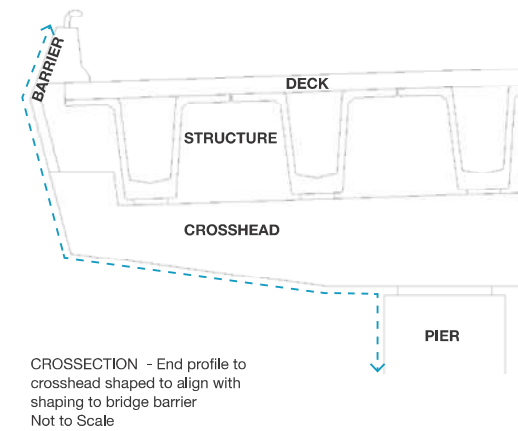 BARRIER
DECK
STRUCTURE
CROSSHEAD
PIER
CROSSECTION - End profile to
crosshead shaped to align with
shaping to bridge barrier
Not to Scale